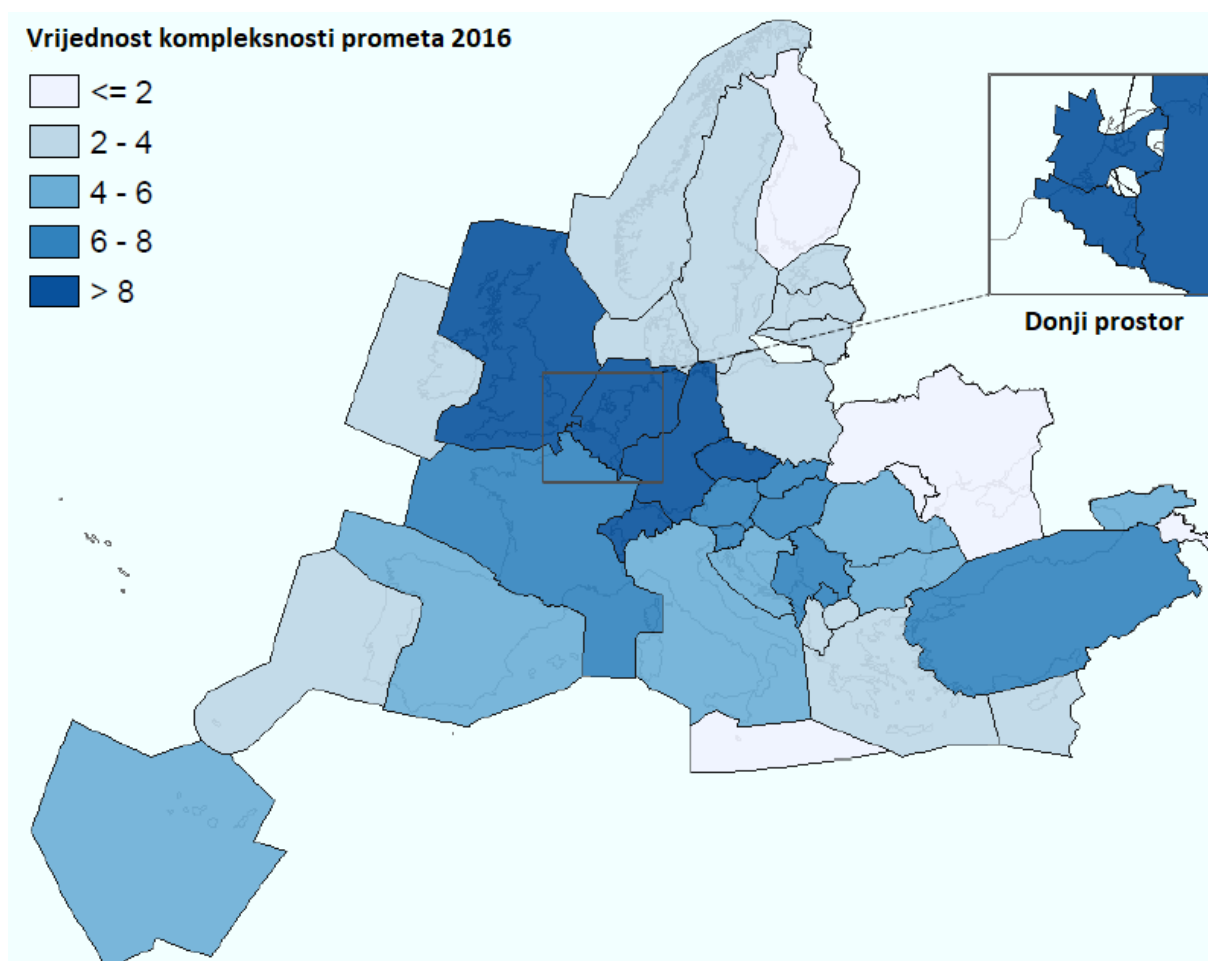 Vrijednost kompleksnosti prometa 2016
<= 2
2 - 4
4 - 6
6 - 8
> 8
Donji prostor